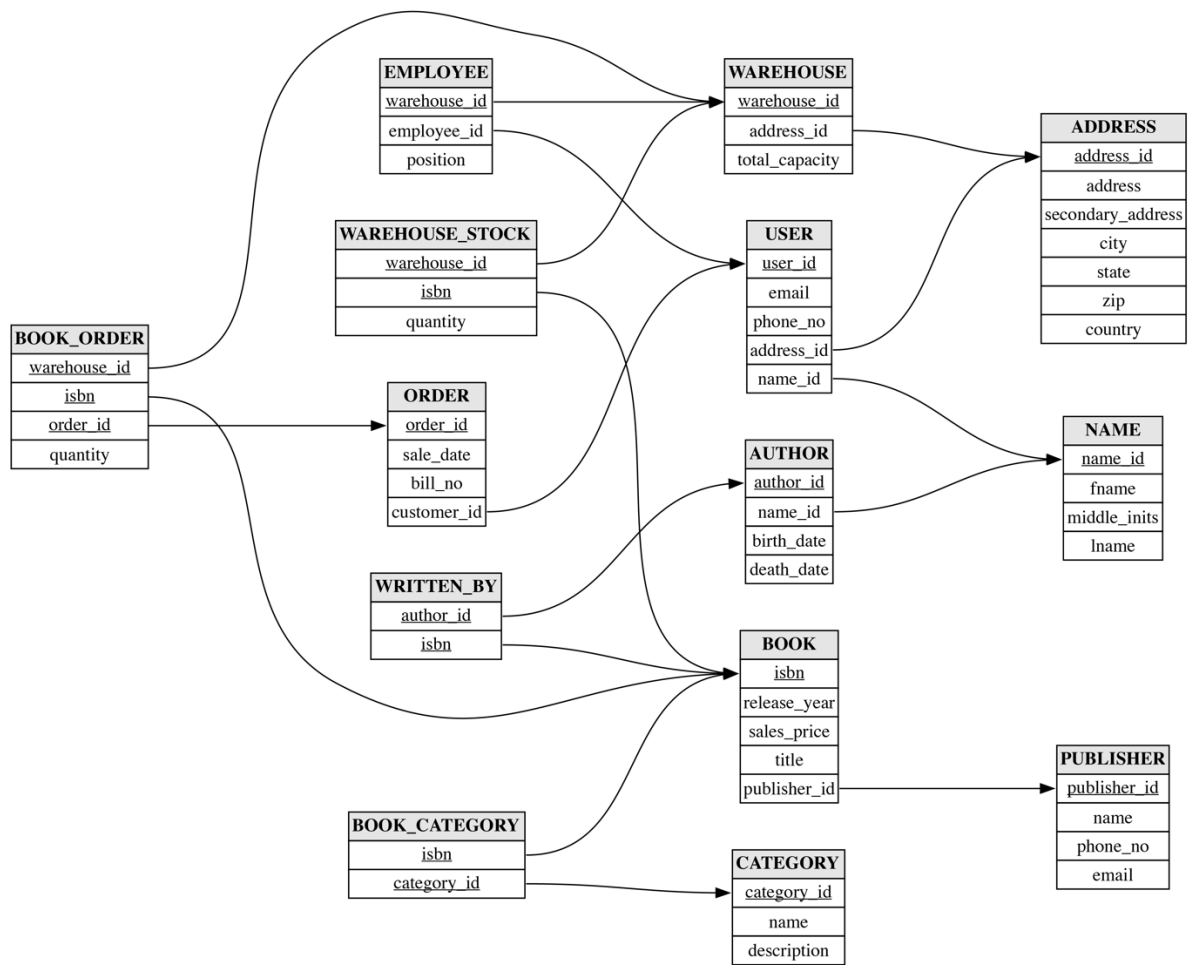 BOOK_ORDER
warehouse_id
isbn
order_id
quantity
EMPLOYEE
warehouse_id
employee_id
position
WAREHOUSE_STOCK
warehouse_id
isbn
quantity
ORDER
order_id
sale_date
bill_no
customer_id
WRITTEN_BY
author_id
isbn
BOOK_CATEGORY
isbn
category_id
WAREHOUSE
warehouse_id
address_id
total_capacity
USER
user_id
email
phone_no
address_id
name_id
AUTHOR
author_id
name_id
birth_date
death_date
BOOK
isbn
release_year
sales_price
title
publisher_id
CATEGORY
category_id
name
description
ADDRESS
address_id
address
secondary_address
city
state
zip
country
NAME
name_id
fname
middle_inits
lname
PUBLISHER
publisher_id
name
phone_no
email